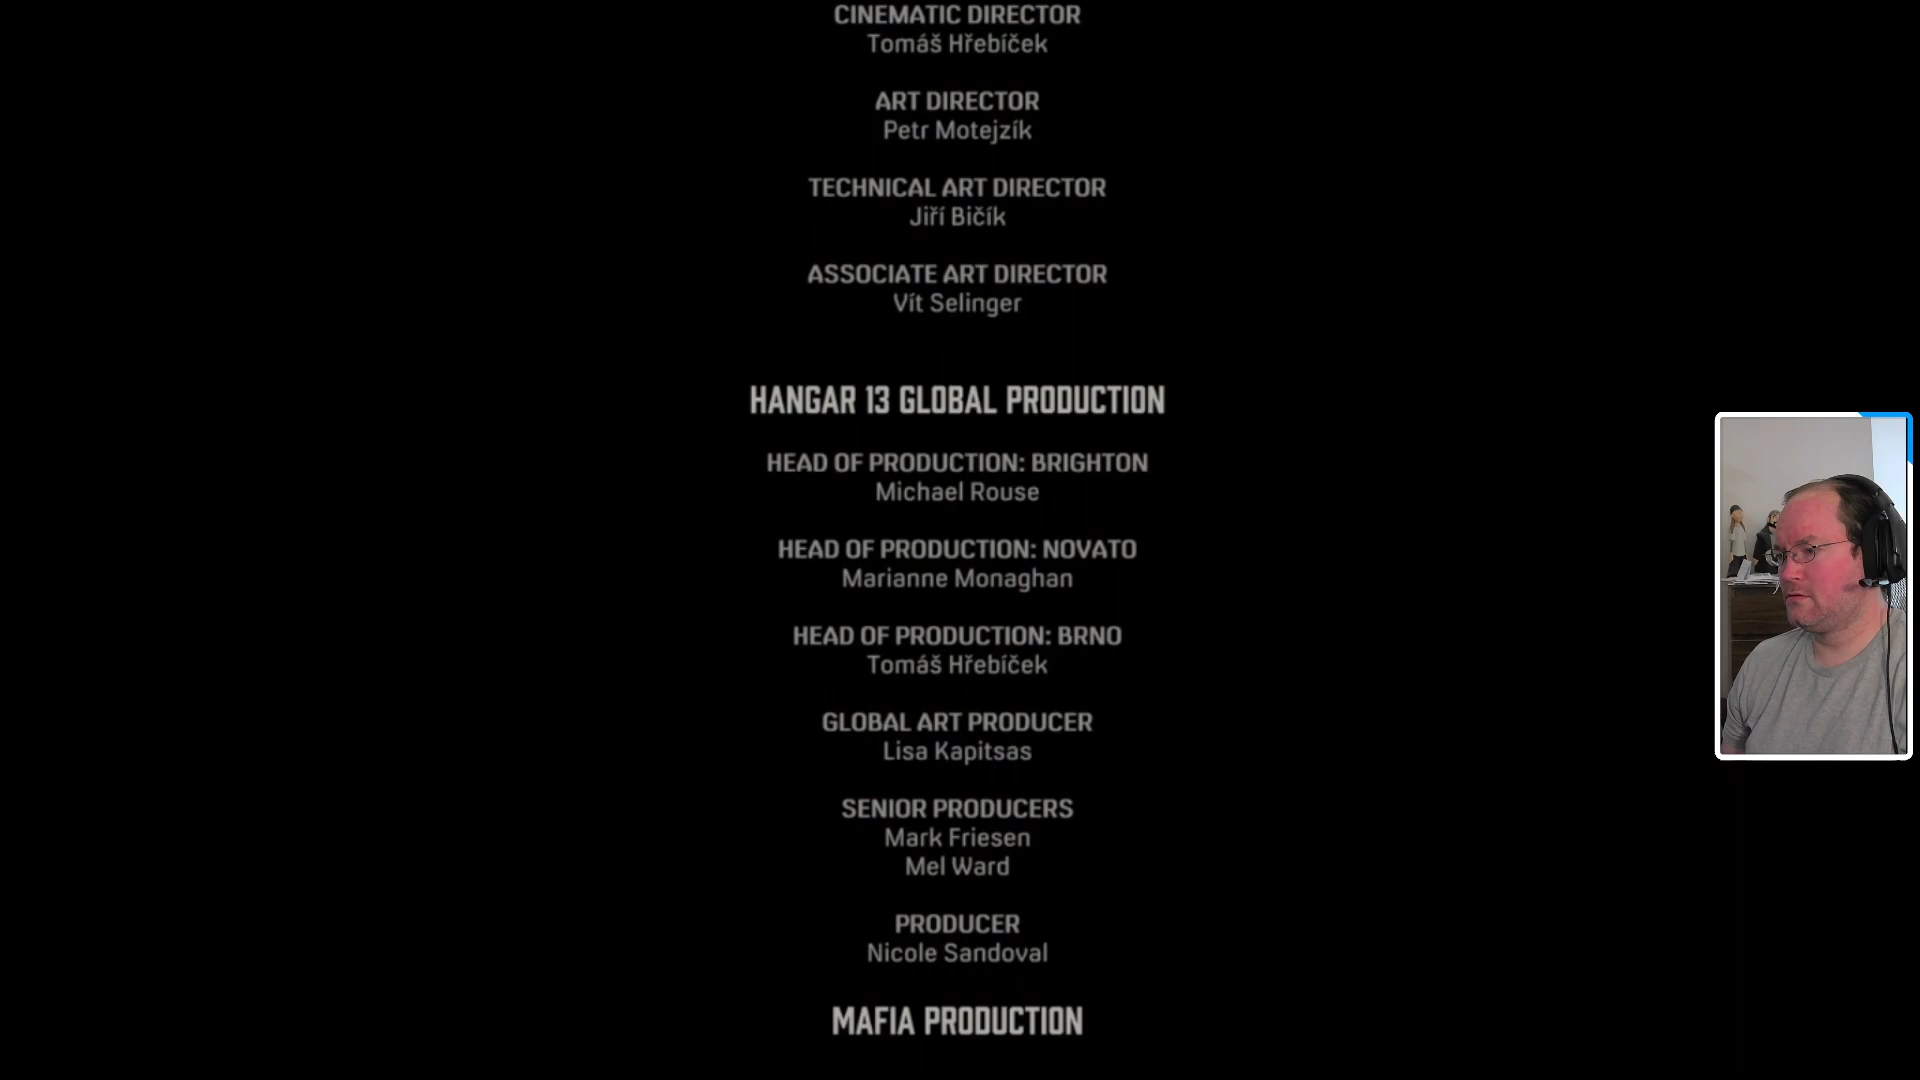 CINEMATIC DIRECTOR
Tomáš Hřebíček
ART DIRECTOR
Petr Motejzík
TECHNICAL ART DIRECTOR
Jiří Bičík
ASSOCIATE ART DIRECTOR
Vít Selinger
HANGAR 13 GLOBAL PRODUCTION
HEAD OF PRODUCTION: BRIGHTON
Michael Rouse
HEAD OF PRODUCTION: NOVATO
Marianne Monaghan
HEAD OF PRODUCTION: BRNO
Tomáš Hřebíček
GLOBAL ART PRODUCER
Lisa Kapitsas
SENIOR PRODUCERS
Mark Friesen
Mel Ward
PRODUCER
Nicole Sandoval
MAFIA PRODUCTION